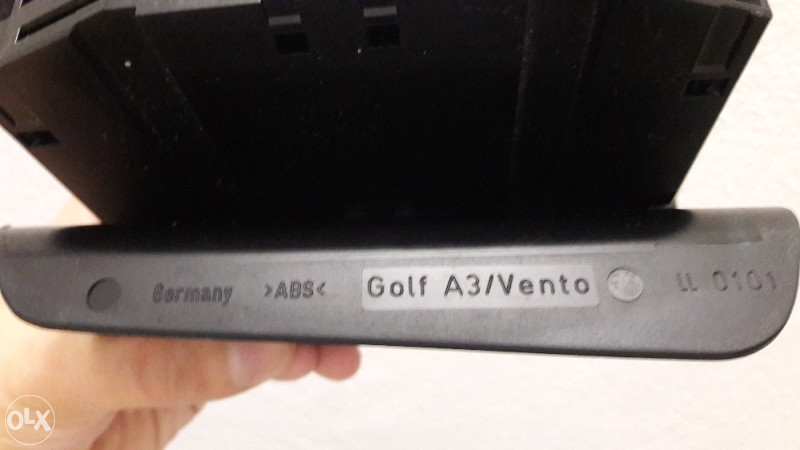 Germany >ABS< Golf A3/Vento LL 0101
OLX